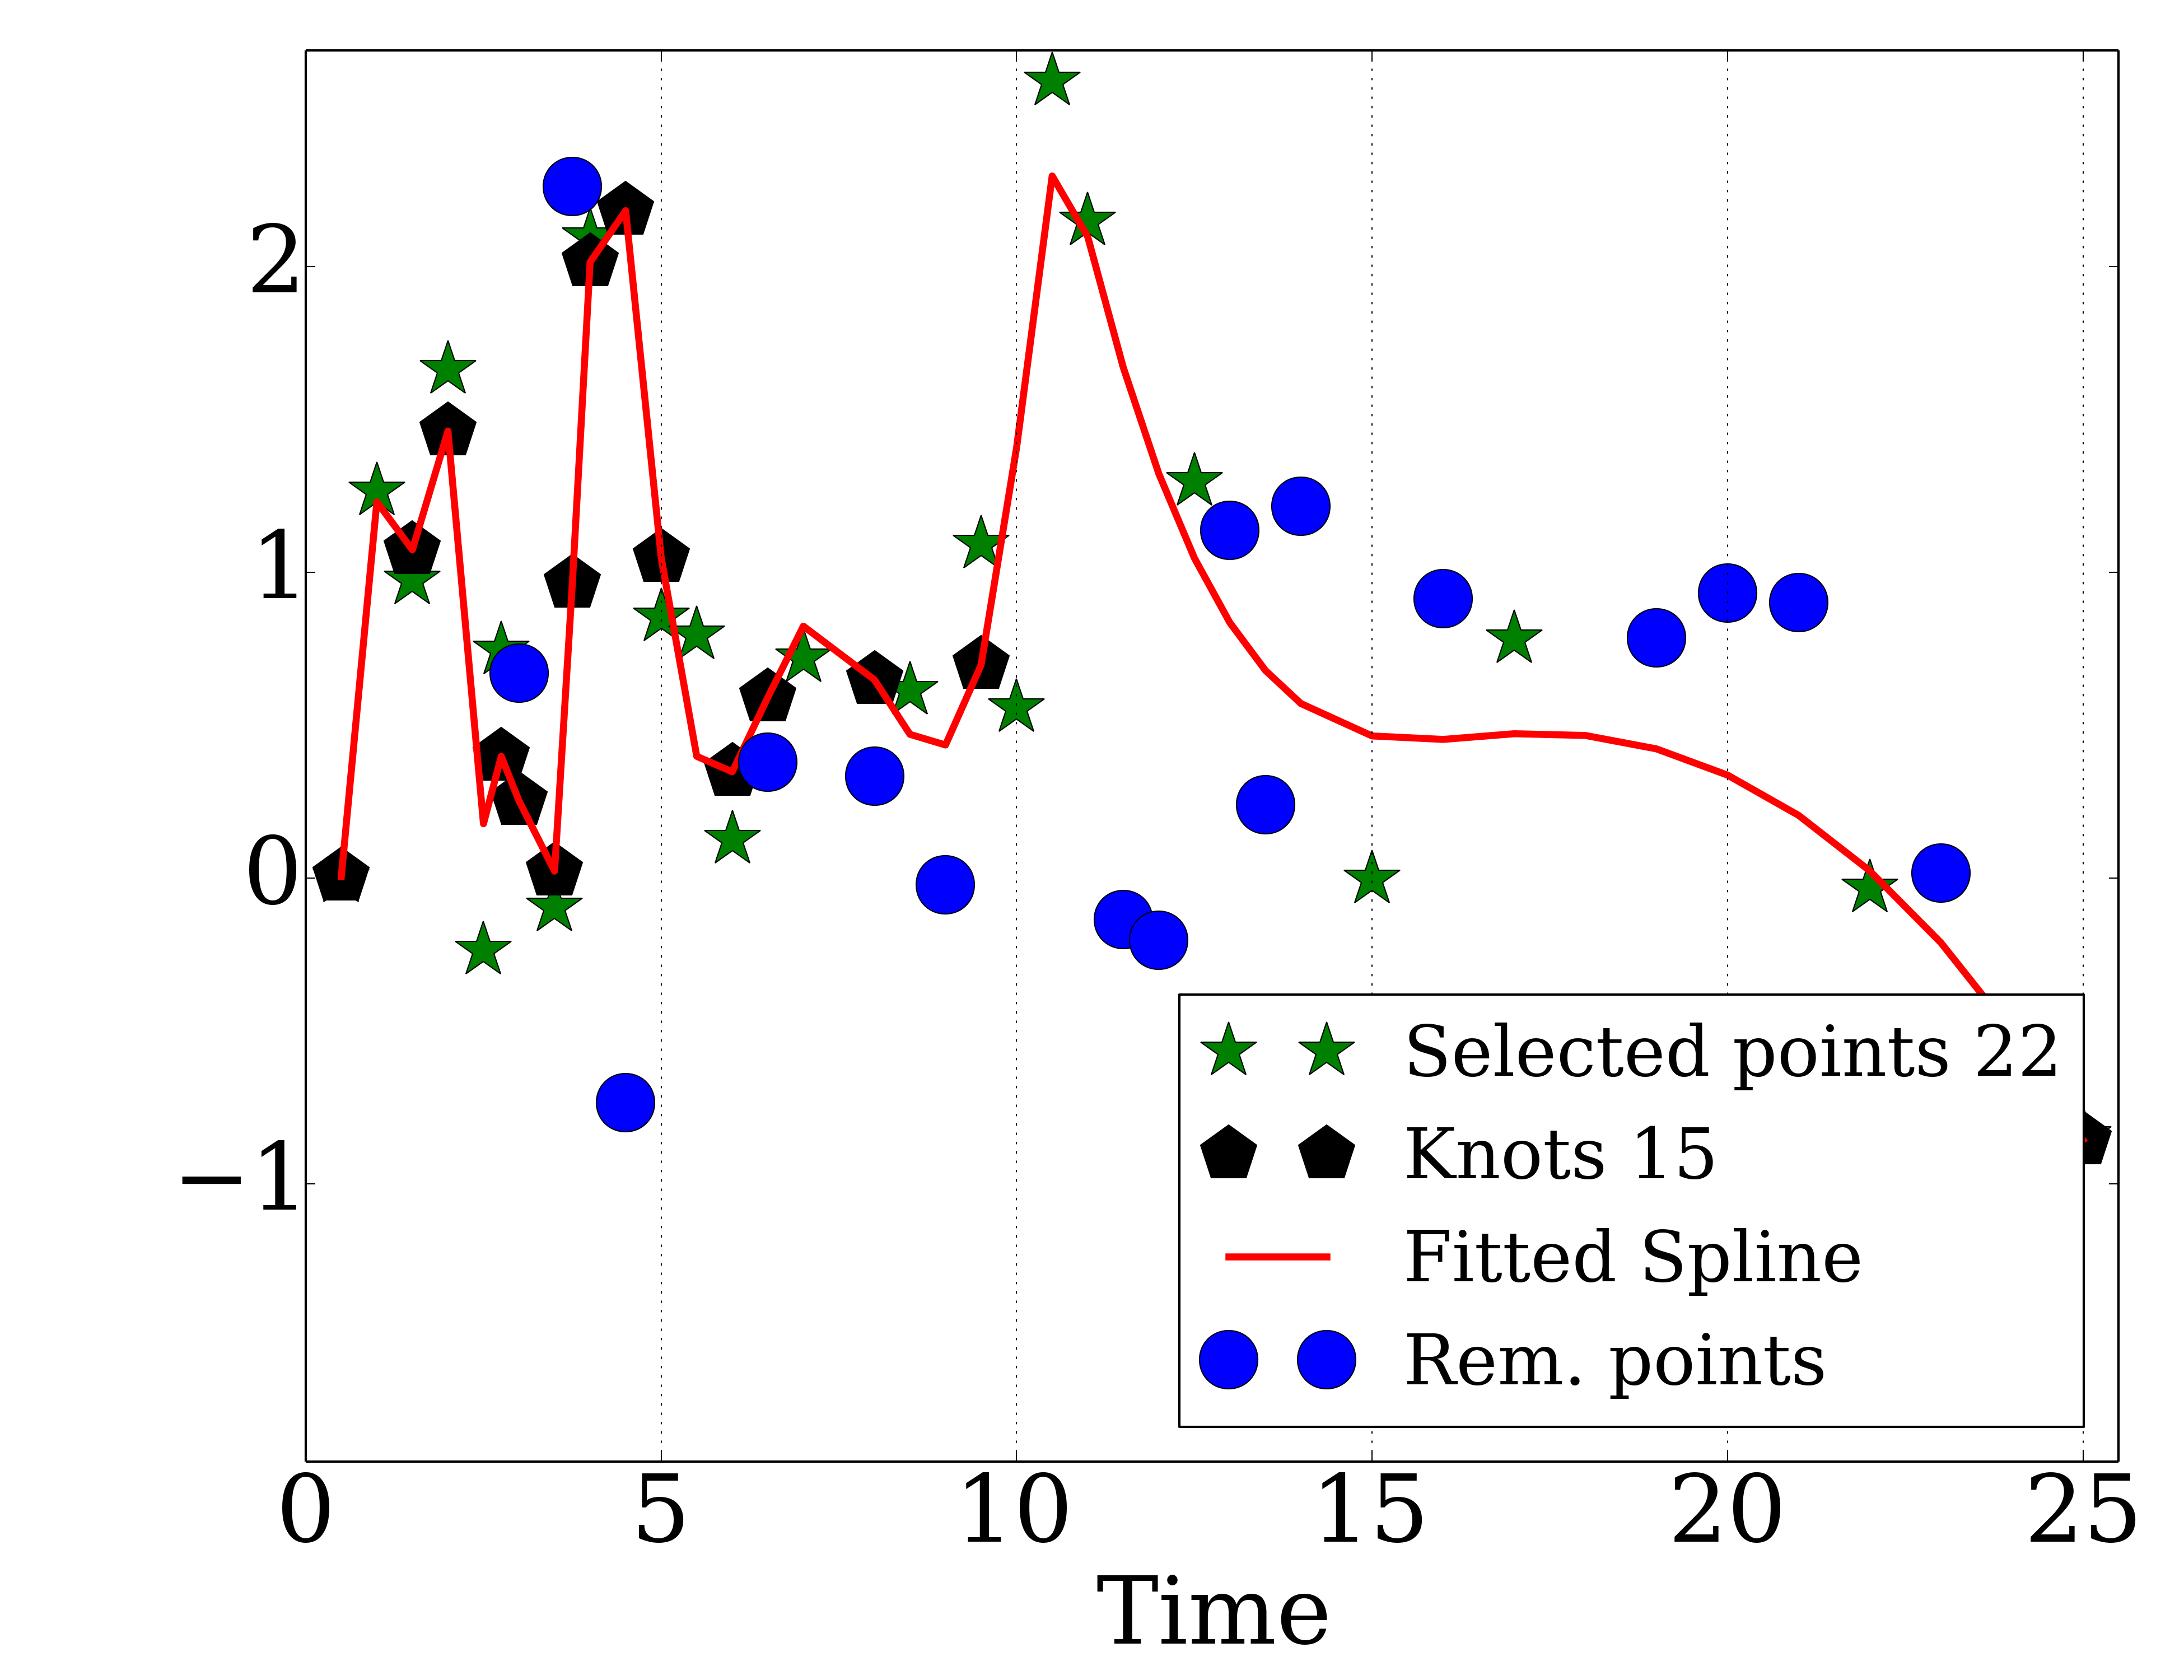 2
1
0
−1
Selected points 22
Knots 15
Fitted Spline
Rem. points
0 5 10 15 20 25
Time